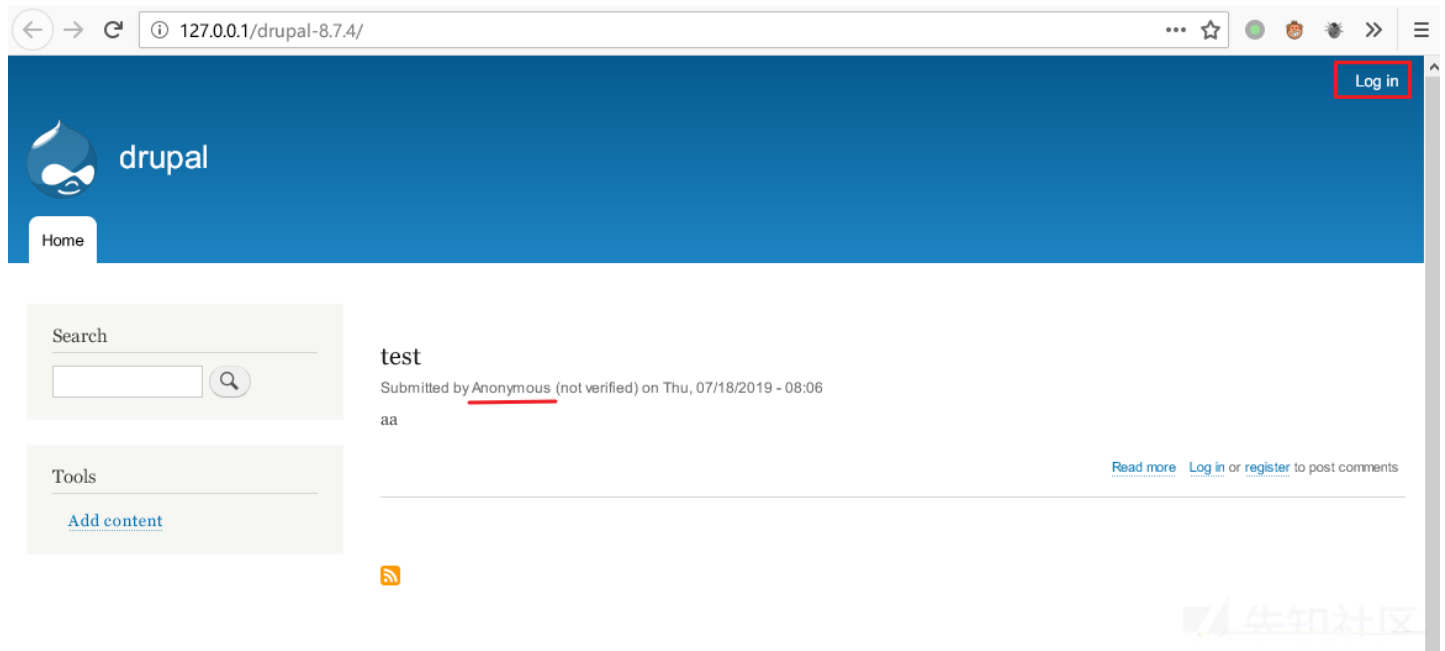 127.0.0.1/drupal-8.7.4/
Log in
drupal
Home
Search
test
Submitted by Anonymous (not verified) on Thu, 07/18/2019 - 08:06
aa
Read more Log in or register to post comments
Tools
Add content
先知社区